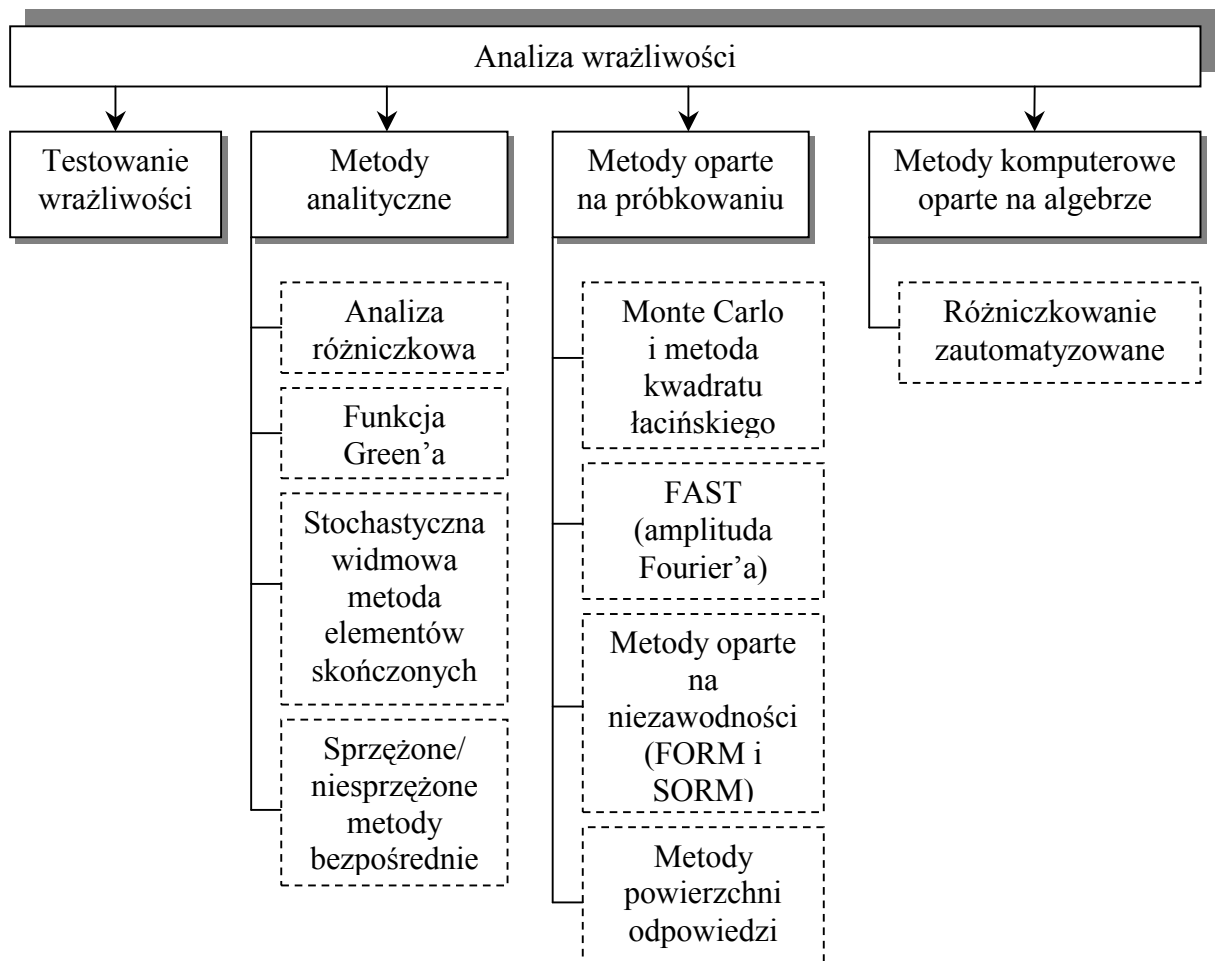 Analiza wrażliwości
Testowanie
wrażliwości
Metody
analityczne
Metody oparte
na próbkowaniu
Metody komputerowe
oparte na algebrze
Analiza
różniczkowa
Funkcja
Green’a
Stochastyczna
widmowa
metoda
elementów
skończonych
Sprzężone/
niesprzężone
metody
bezpośrednie
Monte Carlo
i metoda
kwadratu
łacińskiego
FAST
(amplituda
Fourier’a)
Metody oparte
na
niezawodności
(FORM i
SORM)
Metody
powierzchni
odpowiedzi
Różniczkowanie
zautomatyzowane